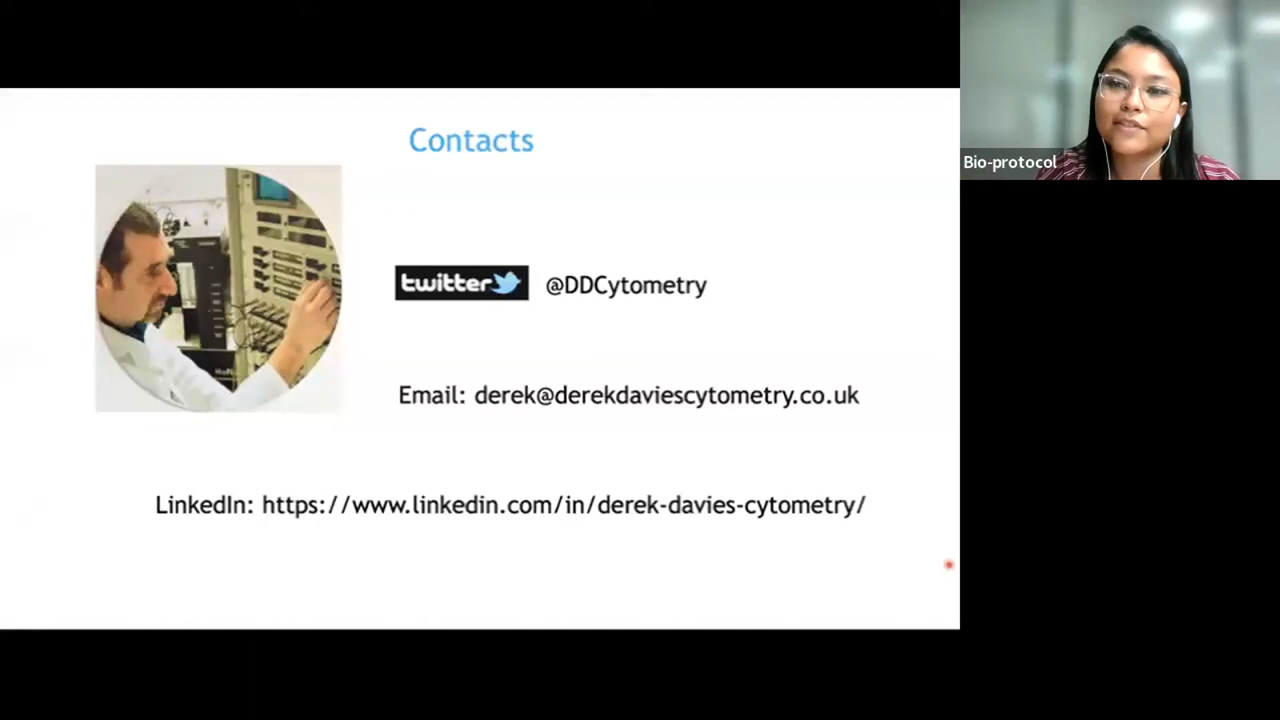 Contacts
Bio-protocol
twitter @DDCytometry
Email: derek@derekdaviescytometry.co.uk
LinkedIn: https://www.linkedin.com/in/derek-davies-cytometry/